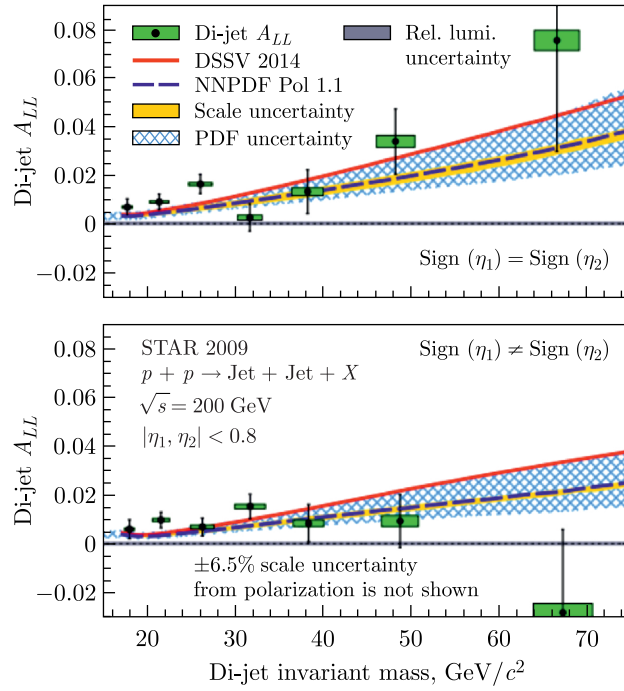 Di-jet A_LL
DSSV 2014
NNPDF Pol 1.1
Scale uncertainty
PDF uncertainty
Rel. lumi.
uncertainty
0.08
0.06
0.04
0.02
0
−0.02
Di-jet A_LL
Sign (η₁) = Sign (η₂)
STAR 2009
p + p → Jet + Jet + X
√s = 200 GeV
|η₁, η₂| < 0.8
Sign (η₁) ≠ Sign (η₂)
0.08
0.06
0.04
0.02
0
−0.02
Di-jet A_LL
±6.5% scale uncertainty
from polarization is not shown
20 30 40 50 60 70
Di-jet invariant mass, GeV/c²